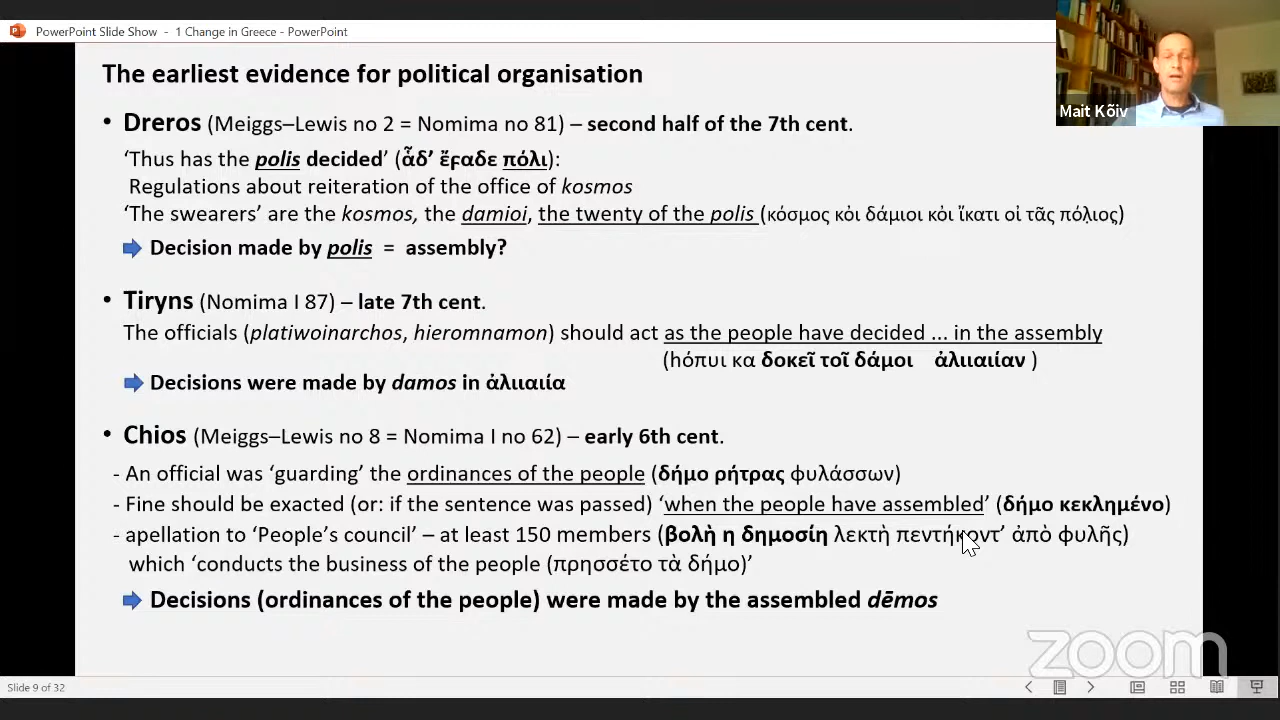 PowerPoint Slide Show - 1 Change in Greece - PowerPoint
Mait Kõiv
The earliest evidence for political organisation
• Dreros (Meiggs–Lewis no 2 = Nomima no 81) – second half of the 7th cent.
‘Thus has the polis decided’ (ἆδ’ ἔϝαδε πόλι):
Regulations about reiteration of the office of kosmos
‘The swearers’ are the kosmos, the damioi, the twenty of the polis (κόσμος κὀι δάμιοι κὀι ἴκατι οἰ τᾶς πόλ̣ιος̣)
Decision made by polis = assembly?
• Tiryns (Nomima I 87) – late 7th cent.
The officials (platiwoinarchos, hieromnamon) should act as the people have decided ... in the assembly
(hόπυι κα δοκεῖ τοῖ δάμοι ἀλιιαιίαν )
Decisions were made by damos in ἀλιιαιία
• Chios (Meiggs–Lewis no 8 = Nomima I no 62) – early 6th cent.
- An official was ‘guarding’ the ordinances of the people (δήμο ρήτρας φυλάσσων)
- Fine should be exacted (or: if the sentence was passed) ‘when the people have assembled’ (δήμο κεκλημένο)
- apellation to ‘People’s council’ – at least 150 members (βολὴ η δημοσίη λεκτὴ πεντήκοντ’ ἀπὸ φυλῆς)
which ‘conducts the business of the people (πρησσέτο τὰ δήμο)’
Decisions (ordinances of the people) were made by the assembled dēmos
zoom
Slide 9 of 32